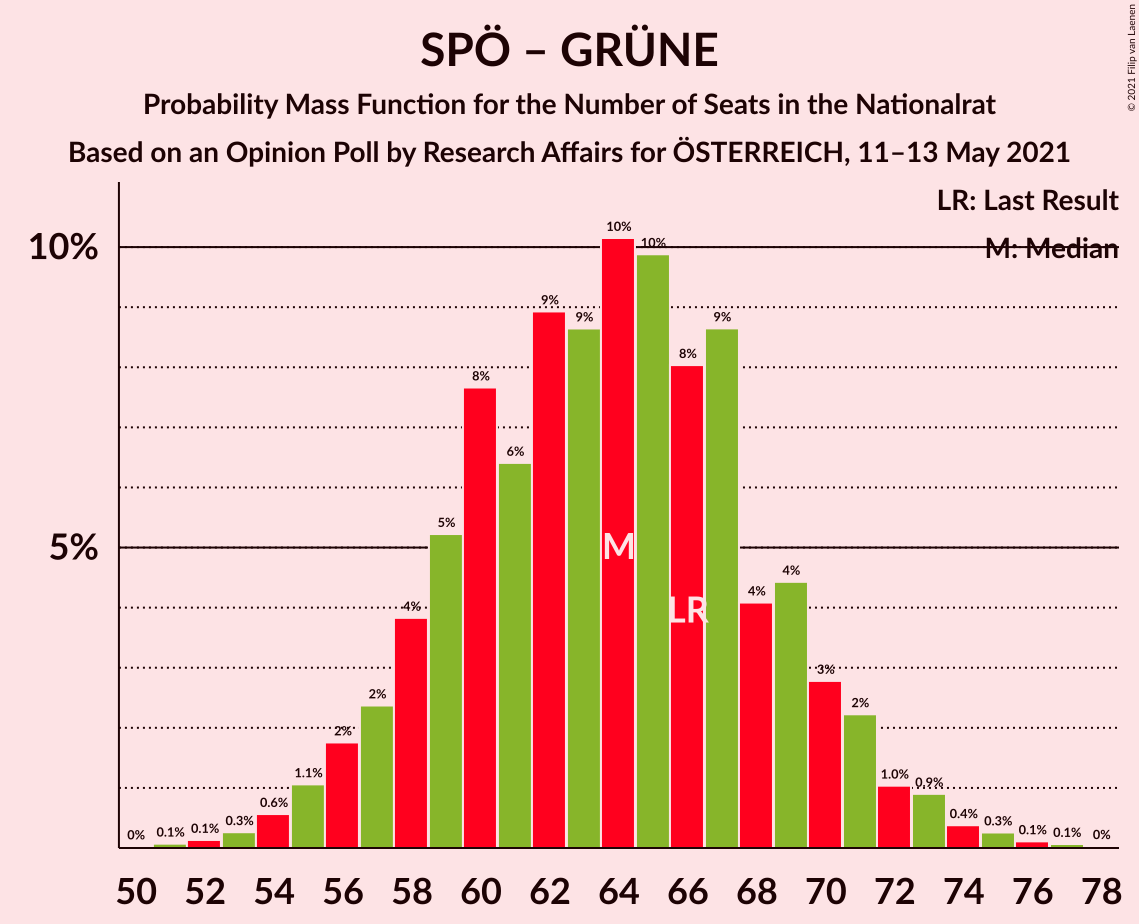 © 2021 Filip van Laenen
SPÖ – GRÜNE
Probability Mass Function for the Number of Seats in the Nationalrat
Based on an Opinion Poll by Research Affairs for ÖSTERREICH, 11–13 May 2021
LR: Last Result
M: Median
10%
5%
0% 0.1% 0.1% 0.3% 0.6% 1.1% 2% 2% 4% 5% 8% 6% 9% 9% 10% 10% 8% 9% 4% 4% 3% 2% 1.0% 0.9% 0.4% 0.3% 0.1% 0.1% 0%
M
LR
50 52 54 56 58 60 62 64 66 68 70 72 74 76 78